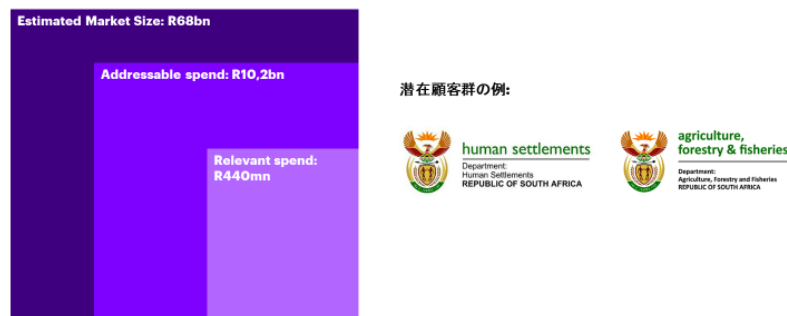 Estimated Market Size: R68bn
Addressable spend: R10,2bn
Relevant spend:
R440mn
潜在顧客群の例:
human settlements
Department:
Human Settlements
REPUBLIC OF SOUTH AFRICA
agriculture,
forestry & fisheries
Department:
Agriculture, Forestry and Fisheries
REPUBLIC OF SOUTH AFRICA